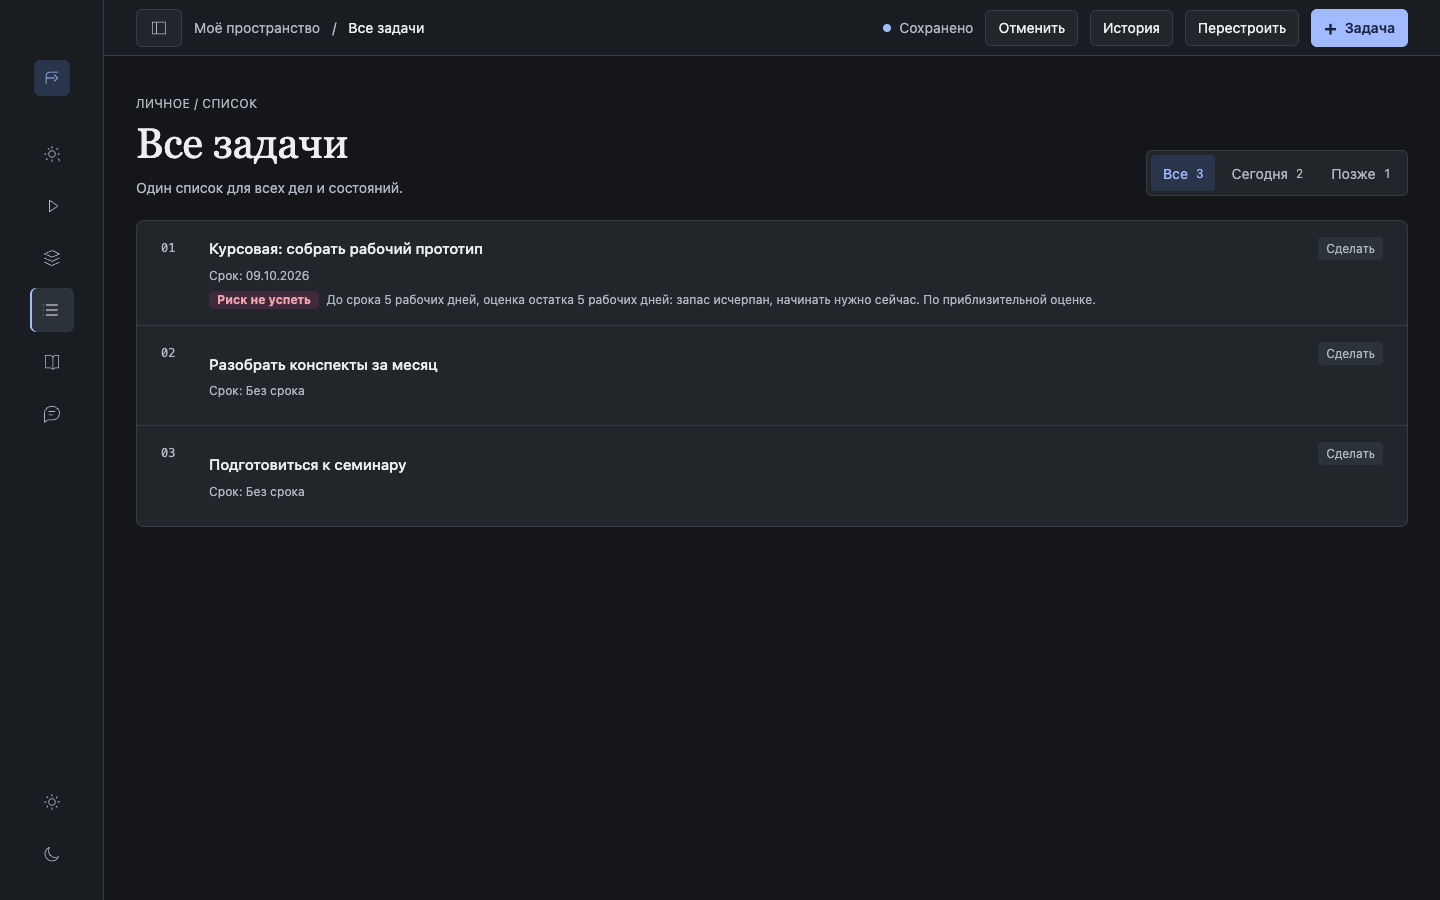 Моё пространство / Все задачи
Сохранено
Отменить
История
Перестроить
+ Задача
ЛИЧНОЕ / СПИСОК
Все задачи
Один список для всех дел и состояний.
Все 3
Сегодня 2
Позже 1
01
Курсовая: собрать рабочий прототип
Сделать
Срок: 09.10.2026
Риск не успеть До срока 5 рабочих дней, оценка остатка 5 рабочих дней: запас исчерпан, начинать нужно сейчас. По приблизительной оценке.
02
Разобрать конспекты за месяц
Сделать
Срок: Без срока
03
Подготовиться к семинару
Сделать
Срок: Без срока